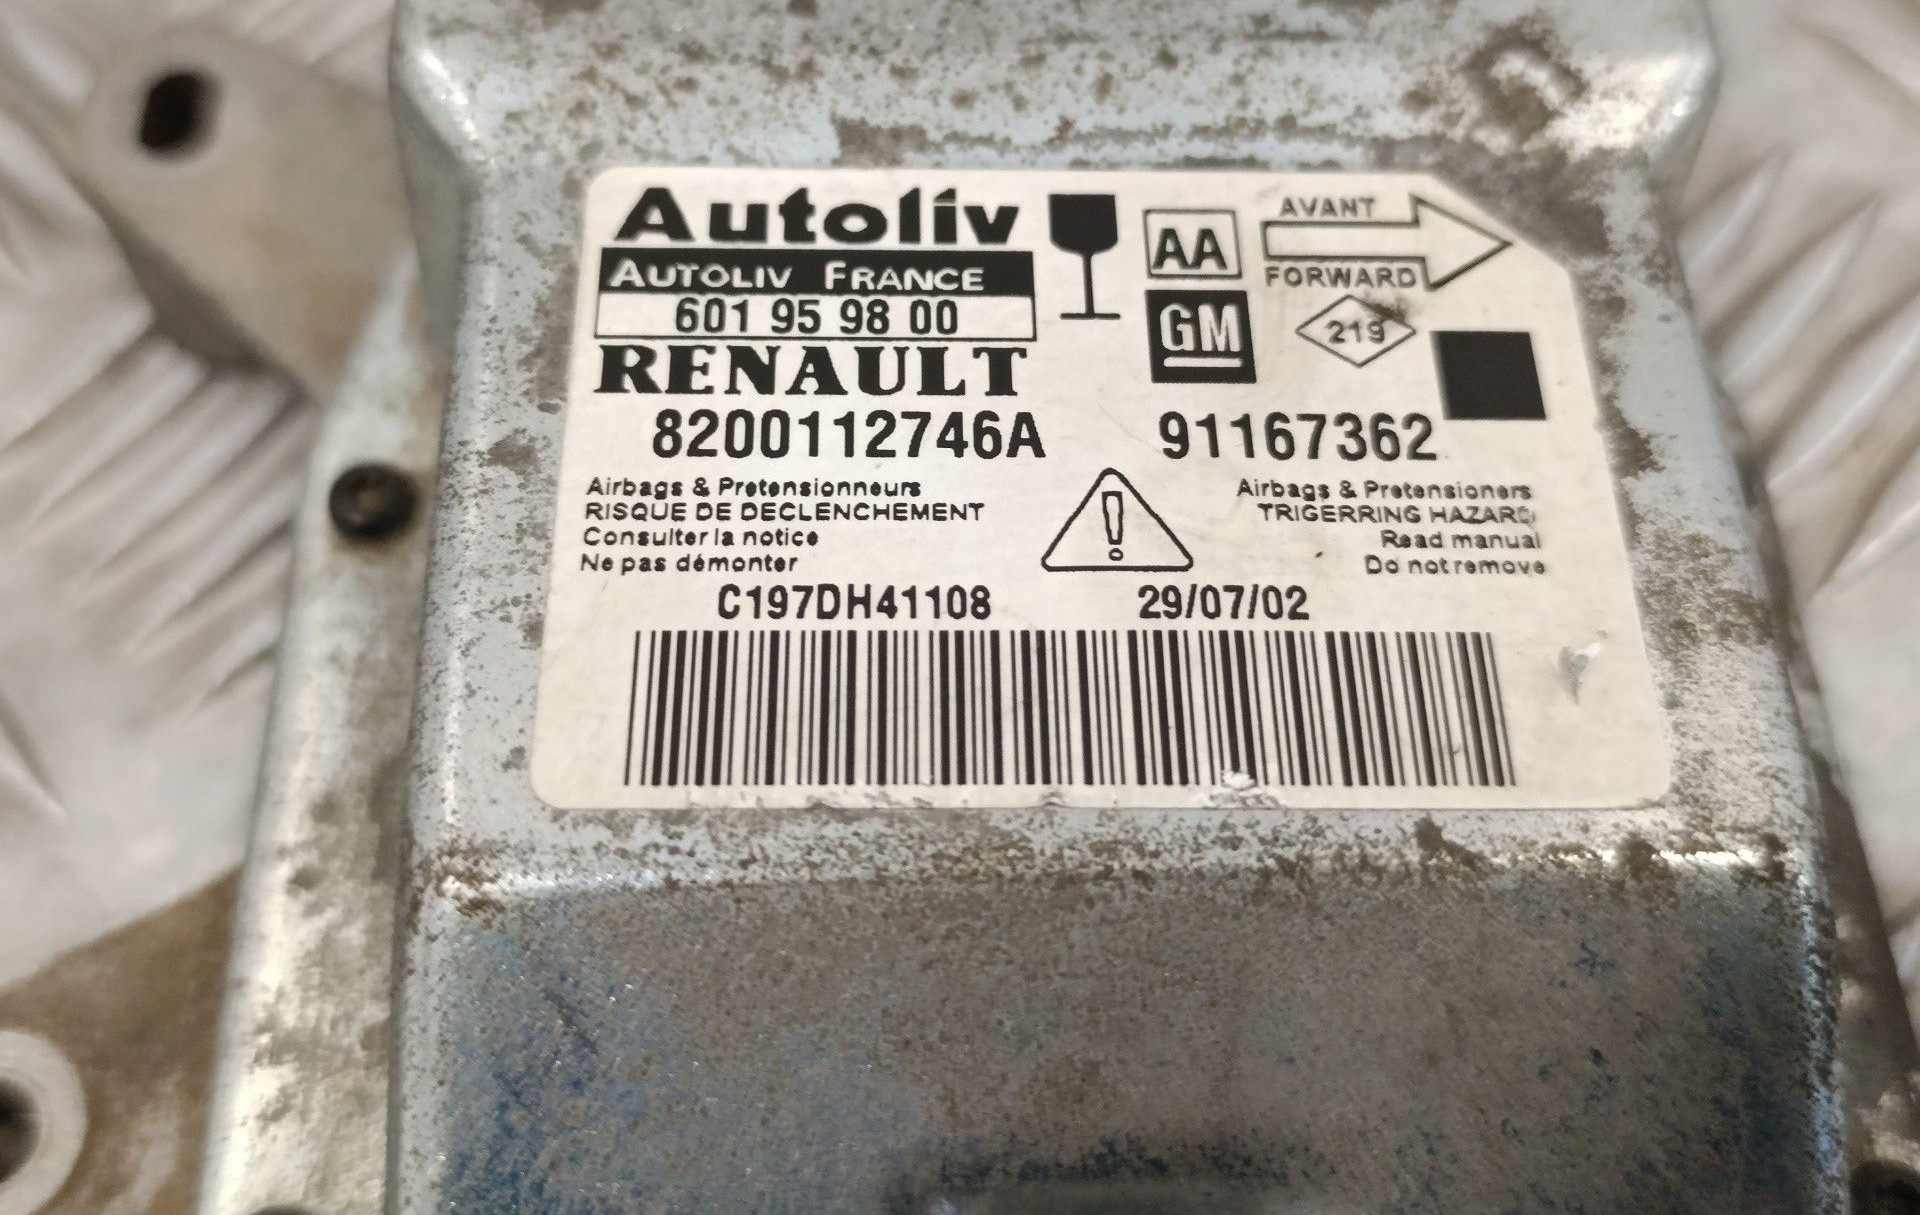 Autoliv
AUTOLIV FRANCE
601 95 98 00
RENAULT
8200112746A
AA
GM
AVANT
FORWARD
219
91167362
Airbags & Pretensionneurs
RISQUE DE DECLENCHEMENT
Consulter la notice
Ne pas démonter
!
Airbags & Pretensioners
TRIGERRING HAZARD
Read manual
Do not remove
C197DH41108 29/07/02